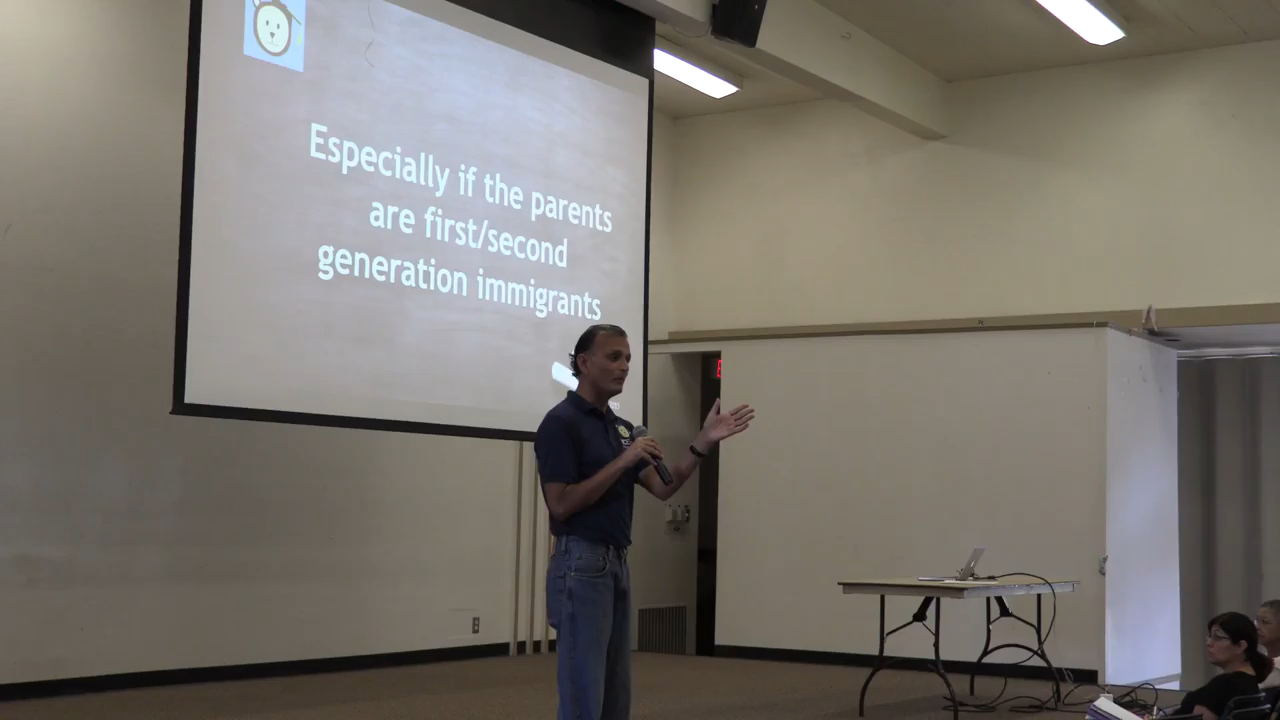 Especially if the parents
are first/second
generation immigrants